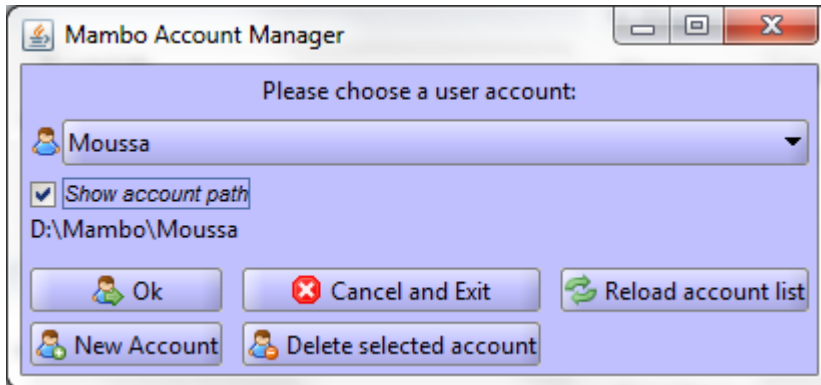 Mambo Account Manager
Please choose a user account:
Moussa
Show account path
D:\Mambo\Moussa
Ok Cancel and Exit Reload account list
New Account Delete selected account